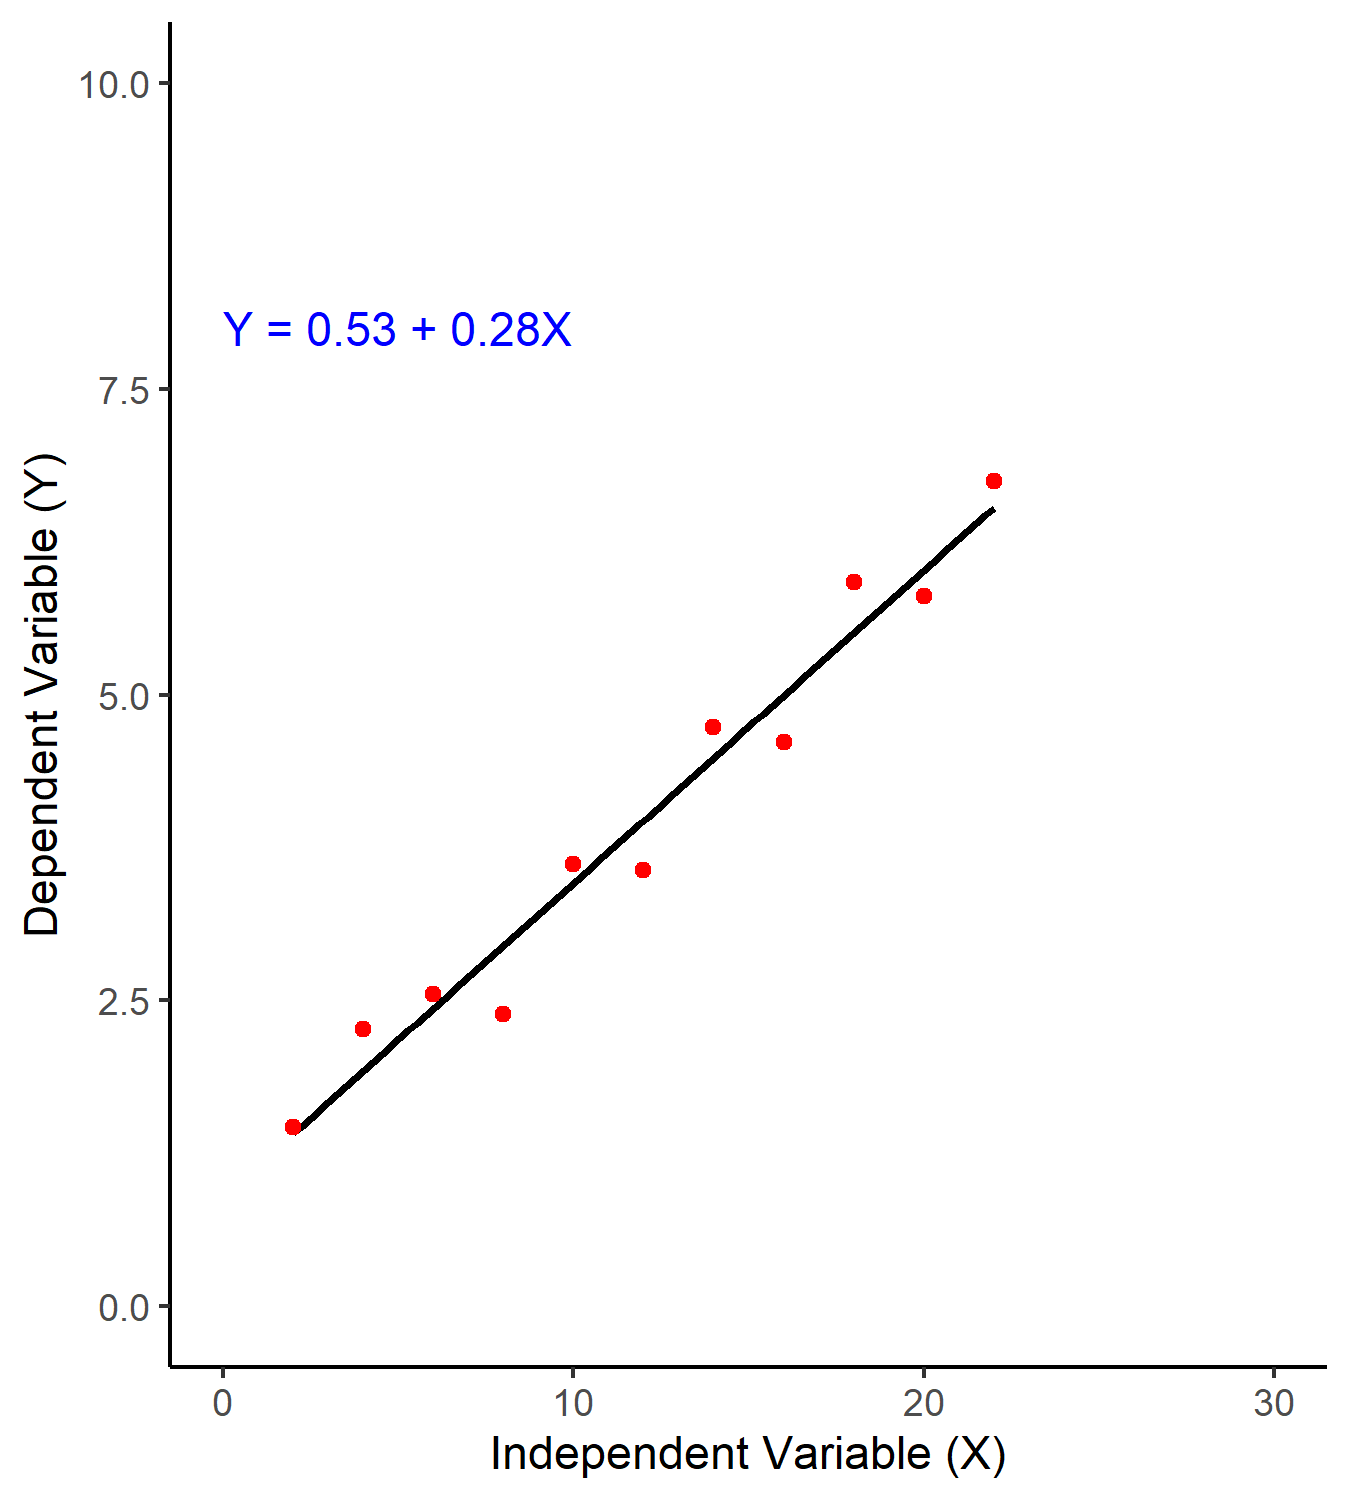 10.0
Y = 0.53 + 0.28X
7.5
Dependent Variable (Y)
5.0
2.5
0.0
0 10 20 30
Independent Variable (X)